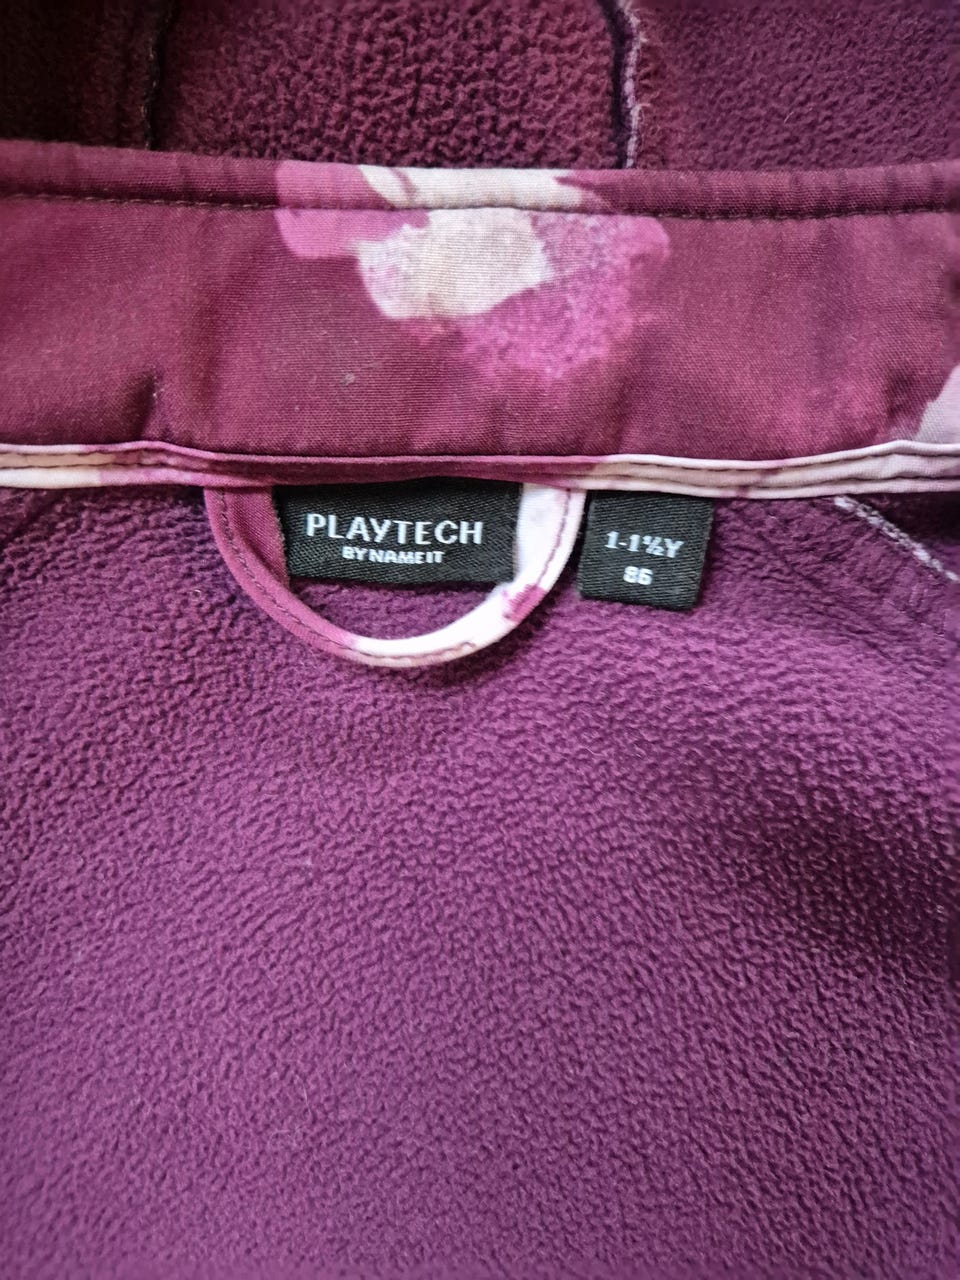 PLAYTECH
BY NAME IT
1-1½Y
86